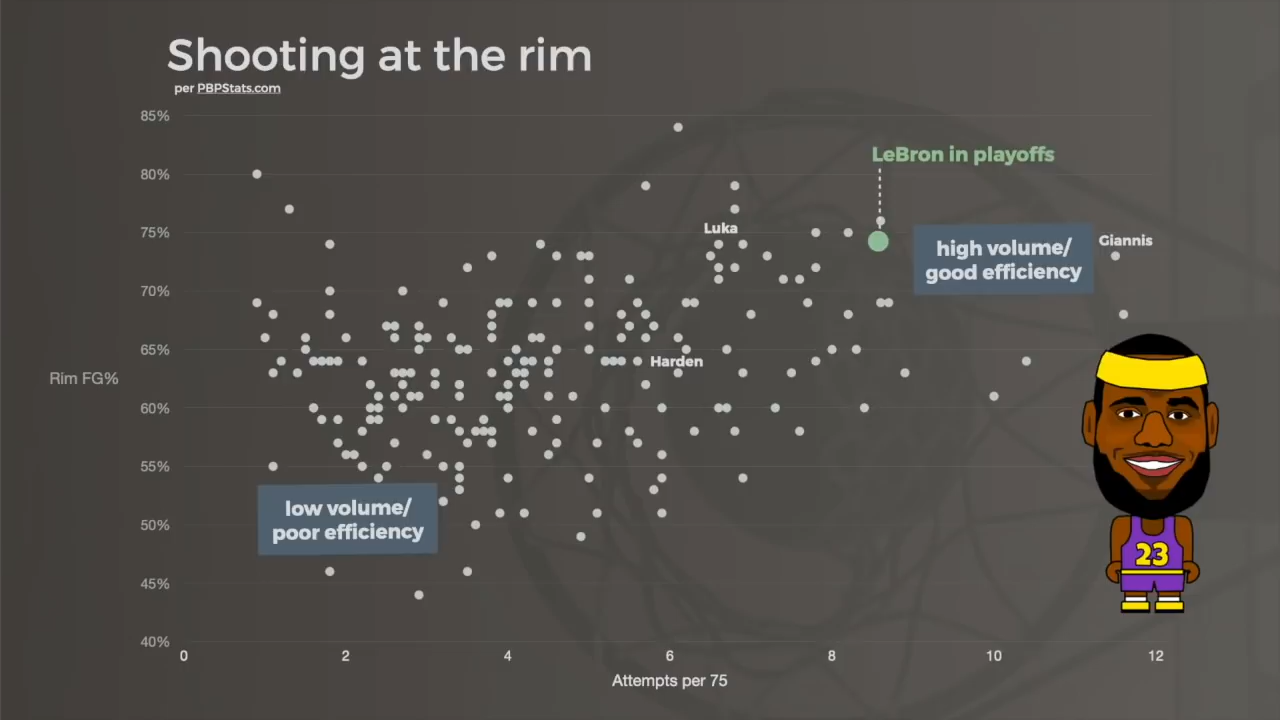 Shooting at the rim
per PBPStats.com
85%
LeBron in playoffs
80%
75%
Luka
high volume/
good efficiency
Giannis
70%
65%
Harden
Rim FG%
60%
55%
low volume/
poor efficiency
50%
23
45%
40%
0 2 4 6 8 10 12
Attempts per 75